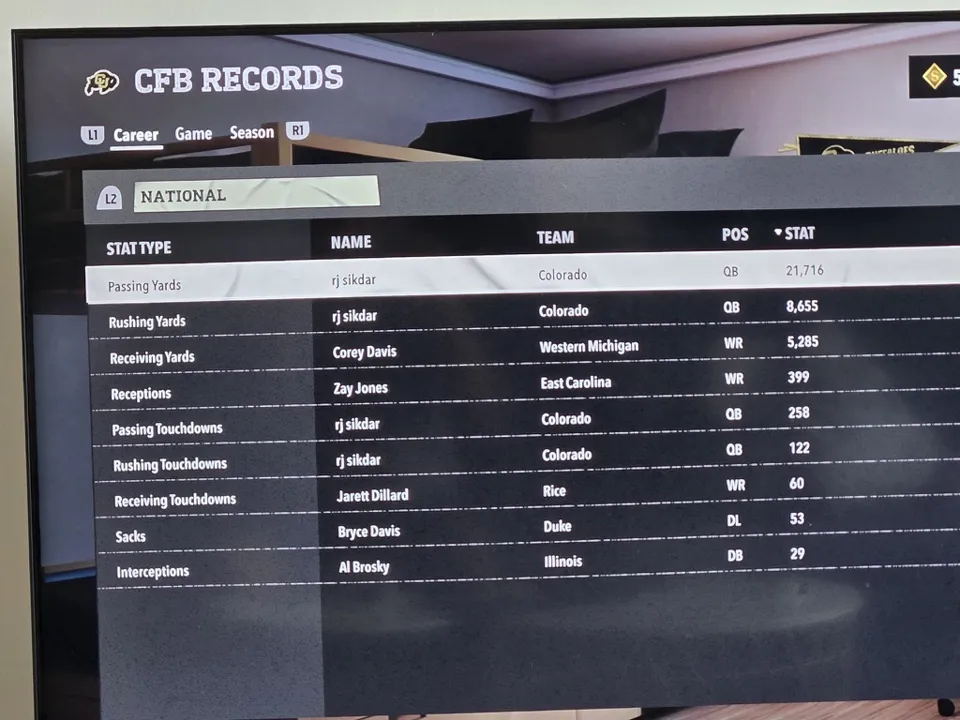 CFB RECORDS
L1 Career Game Season R1
BUFFALOES
L2 NATIONAL
STAT TYPE NAME TEAM POS STAT
Passing Yards rj sikdar Colorado QB 21,716
Rushing Yards rj sikdar Colorado QB 8,655
Receiving Yards Corey Davis Western Michigan WR 5,285
Receptions Zay Jones East Carolina WR 399
Passing Touchdowns rj sikdar Colorado QB 258
Rushing Touchdowns rj sikdar Colorado QB 122
Receiving Touchdowns Jarett Dillard Rice WR 60
Sacks Bryce Davis Duke DL 53
Interceptions Al Brosky Illinois DB 29